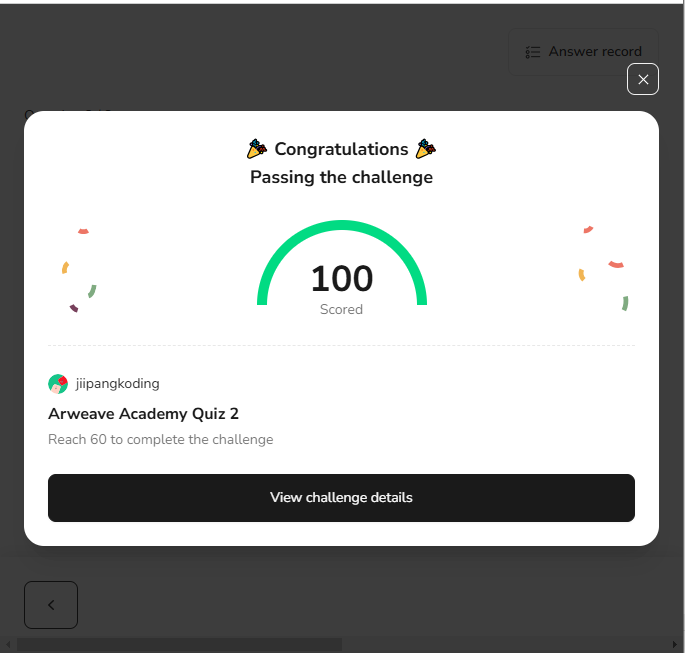 Answer record
Congratulations
Passing the challenge
100
Scored
jiipangkoding
Arweave Academy Quiz 2
Reach 60 to complete the challenge
View challenge details